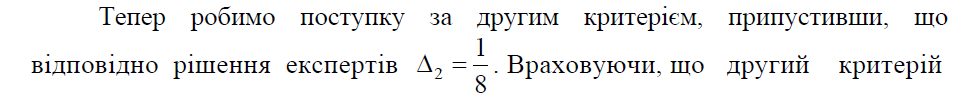 Тепер робимо поступку за другим критерієм, припустивши, що
відповідно рішення експертів Δ₂ = 1/8. Враховуючи, що другий критерій